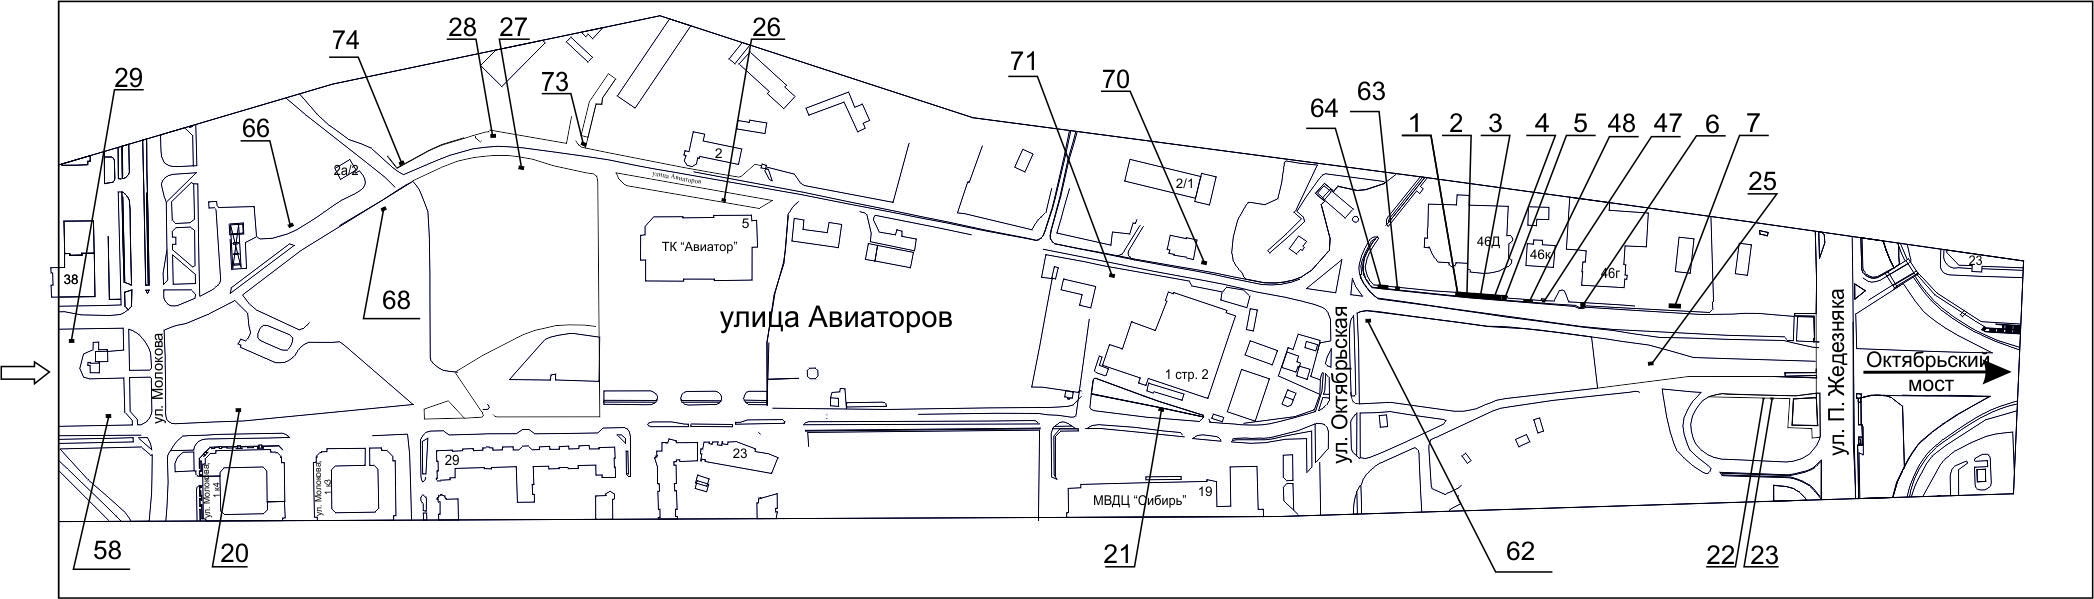 28
27
26
74
71
29
73
70
63
64
66
1
2
3
4
5
48
47
6
7
2
2а/2
улица Авиаторов
2/1
25
5
ТК “Авиатор”
46Д
46к
46г
23
38
68
улица Авиаторов
ул. Молокова
ул. Октябрьская
ул. П. Жедезняка
Октябрьский
мост
1 стр. 2
29
23
ул. Молокова,
1 к4
ул. Молокова,
1 к3
19
МВДЦ “Сибирь”
58
20
21
62
22
23